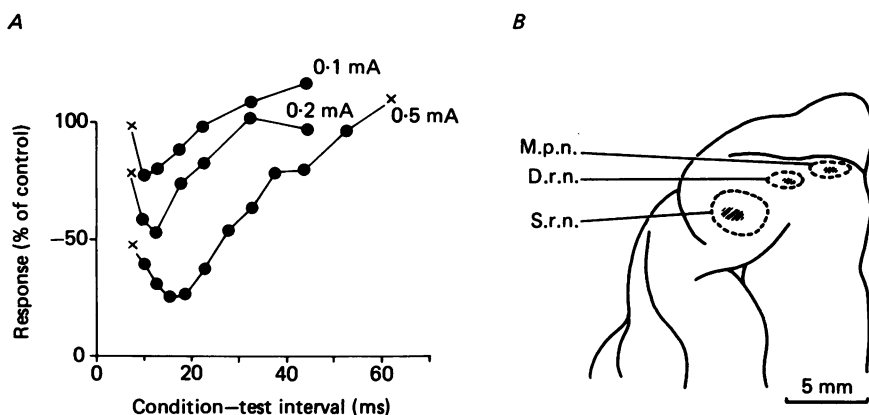 A
Response (% of control)
100
–50
0
0·1 mA
0·2 mA
0·5 mA
0
20
40
60
Condition–test interval (ms)
B
M.p.n.
D.r.n.
S.r.n.
5 mm